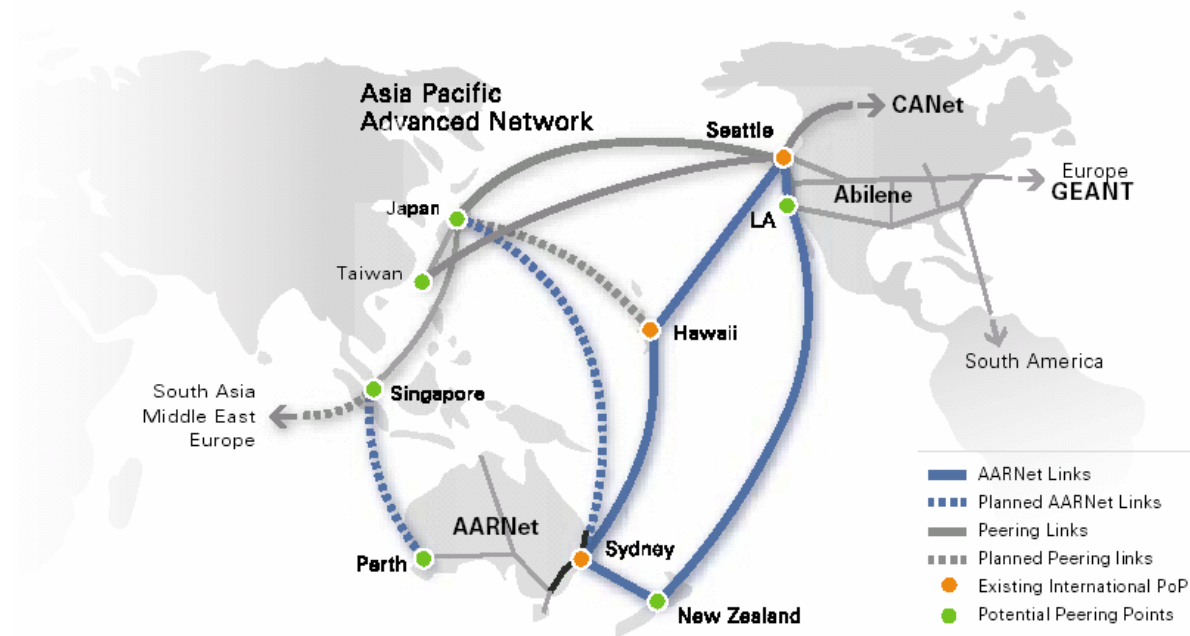 Asia Pacific
Advanced Network
Seattle
CANet
Europe
GEANT
Abilene
Japan
LA
Taiwan
Hawaii
South America
South Asia
Middle East
Europe
Singapore
AARNet
Perth
Sydney
New Zealand
AARNet Links
Planned AARNet Links
Peering Links
Planned Peering links
Existing International PoP
Potential Peering Points